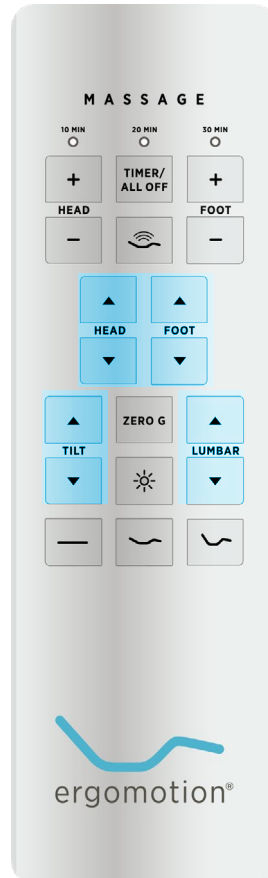 MASSAGE
10 MIN 20 MIN 30 MIN
+ TIMER/ +
ALL OFF
HEAD FOOT
− −
HEAD FOOT
ZERO G
TILT LUMBAR
ergomotion®